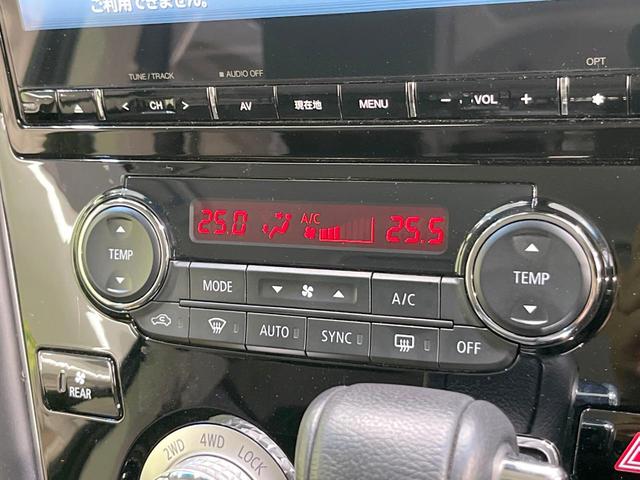 ご利用できません。
TUNE / TRACK
AUDIO OFF
OPT
< CH >
AV
現在地
MENU
- VOL +
25.0
A/C
25.5
TEMP
TEMP
MODE
A/C
AUTO
SYNC
OFF
REAR
2WD
4WD
LOCK